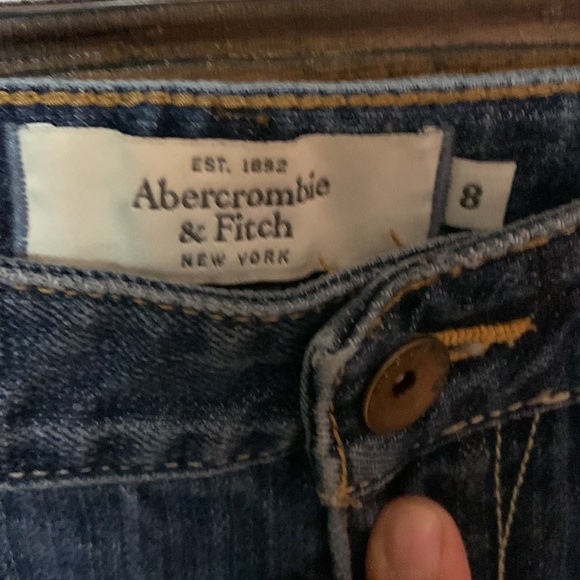 EST. 1892
Abercrombie
& Fitch
NEW YORK
8